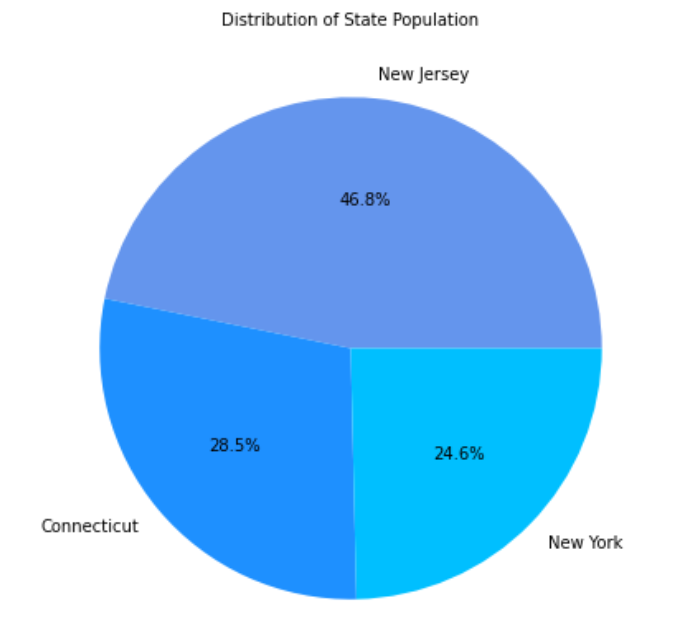 Distribution of State Population
New Jersey
46.8%
28.5%
24.6%
Connecticut
New York